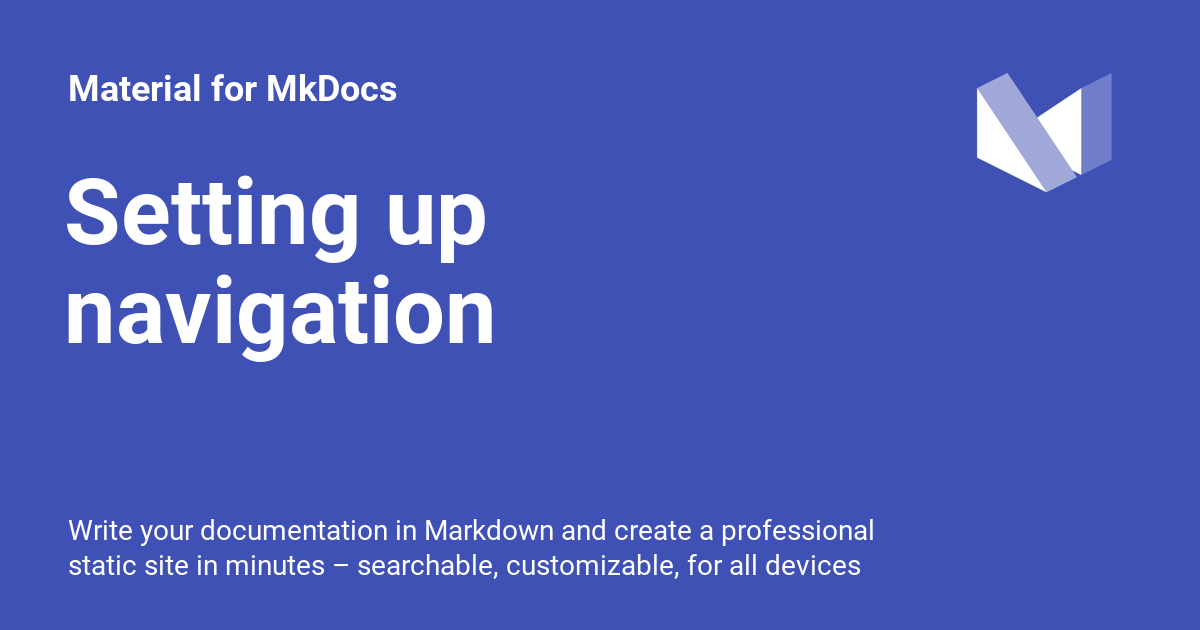 Material for MkDocs
Setting up
navigation
Write your documentation in Markdown and create a professional
static site in minutes – searchable, customizable, for all devices